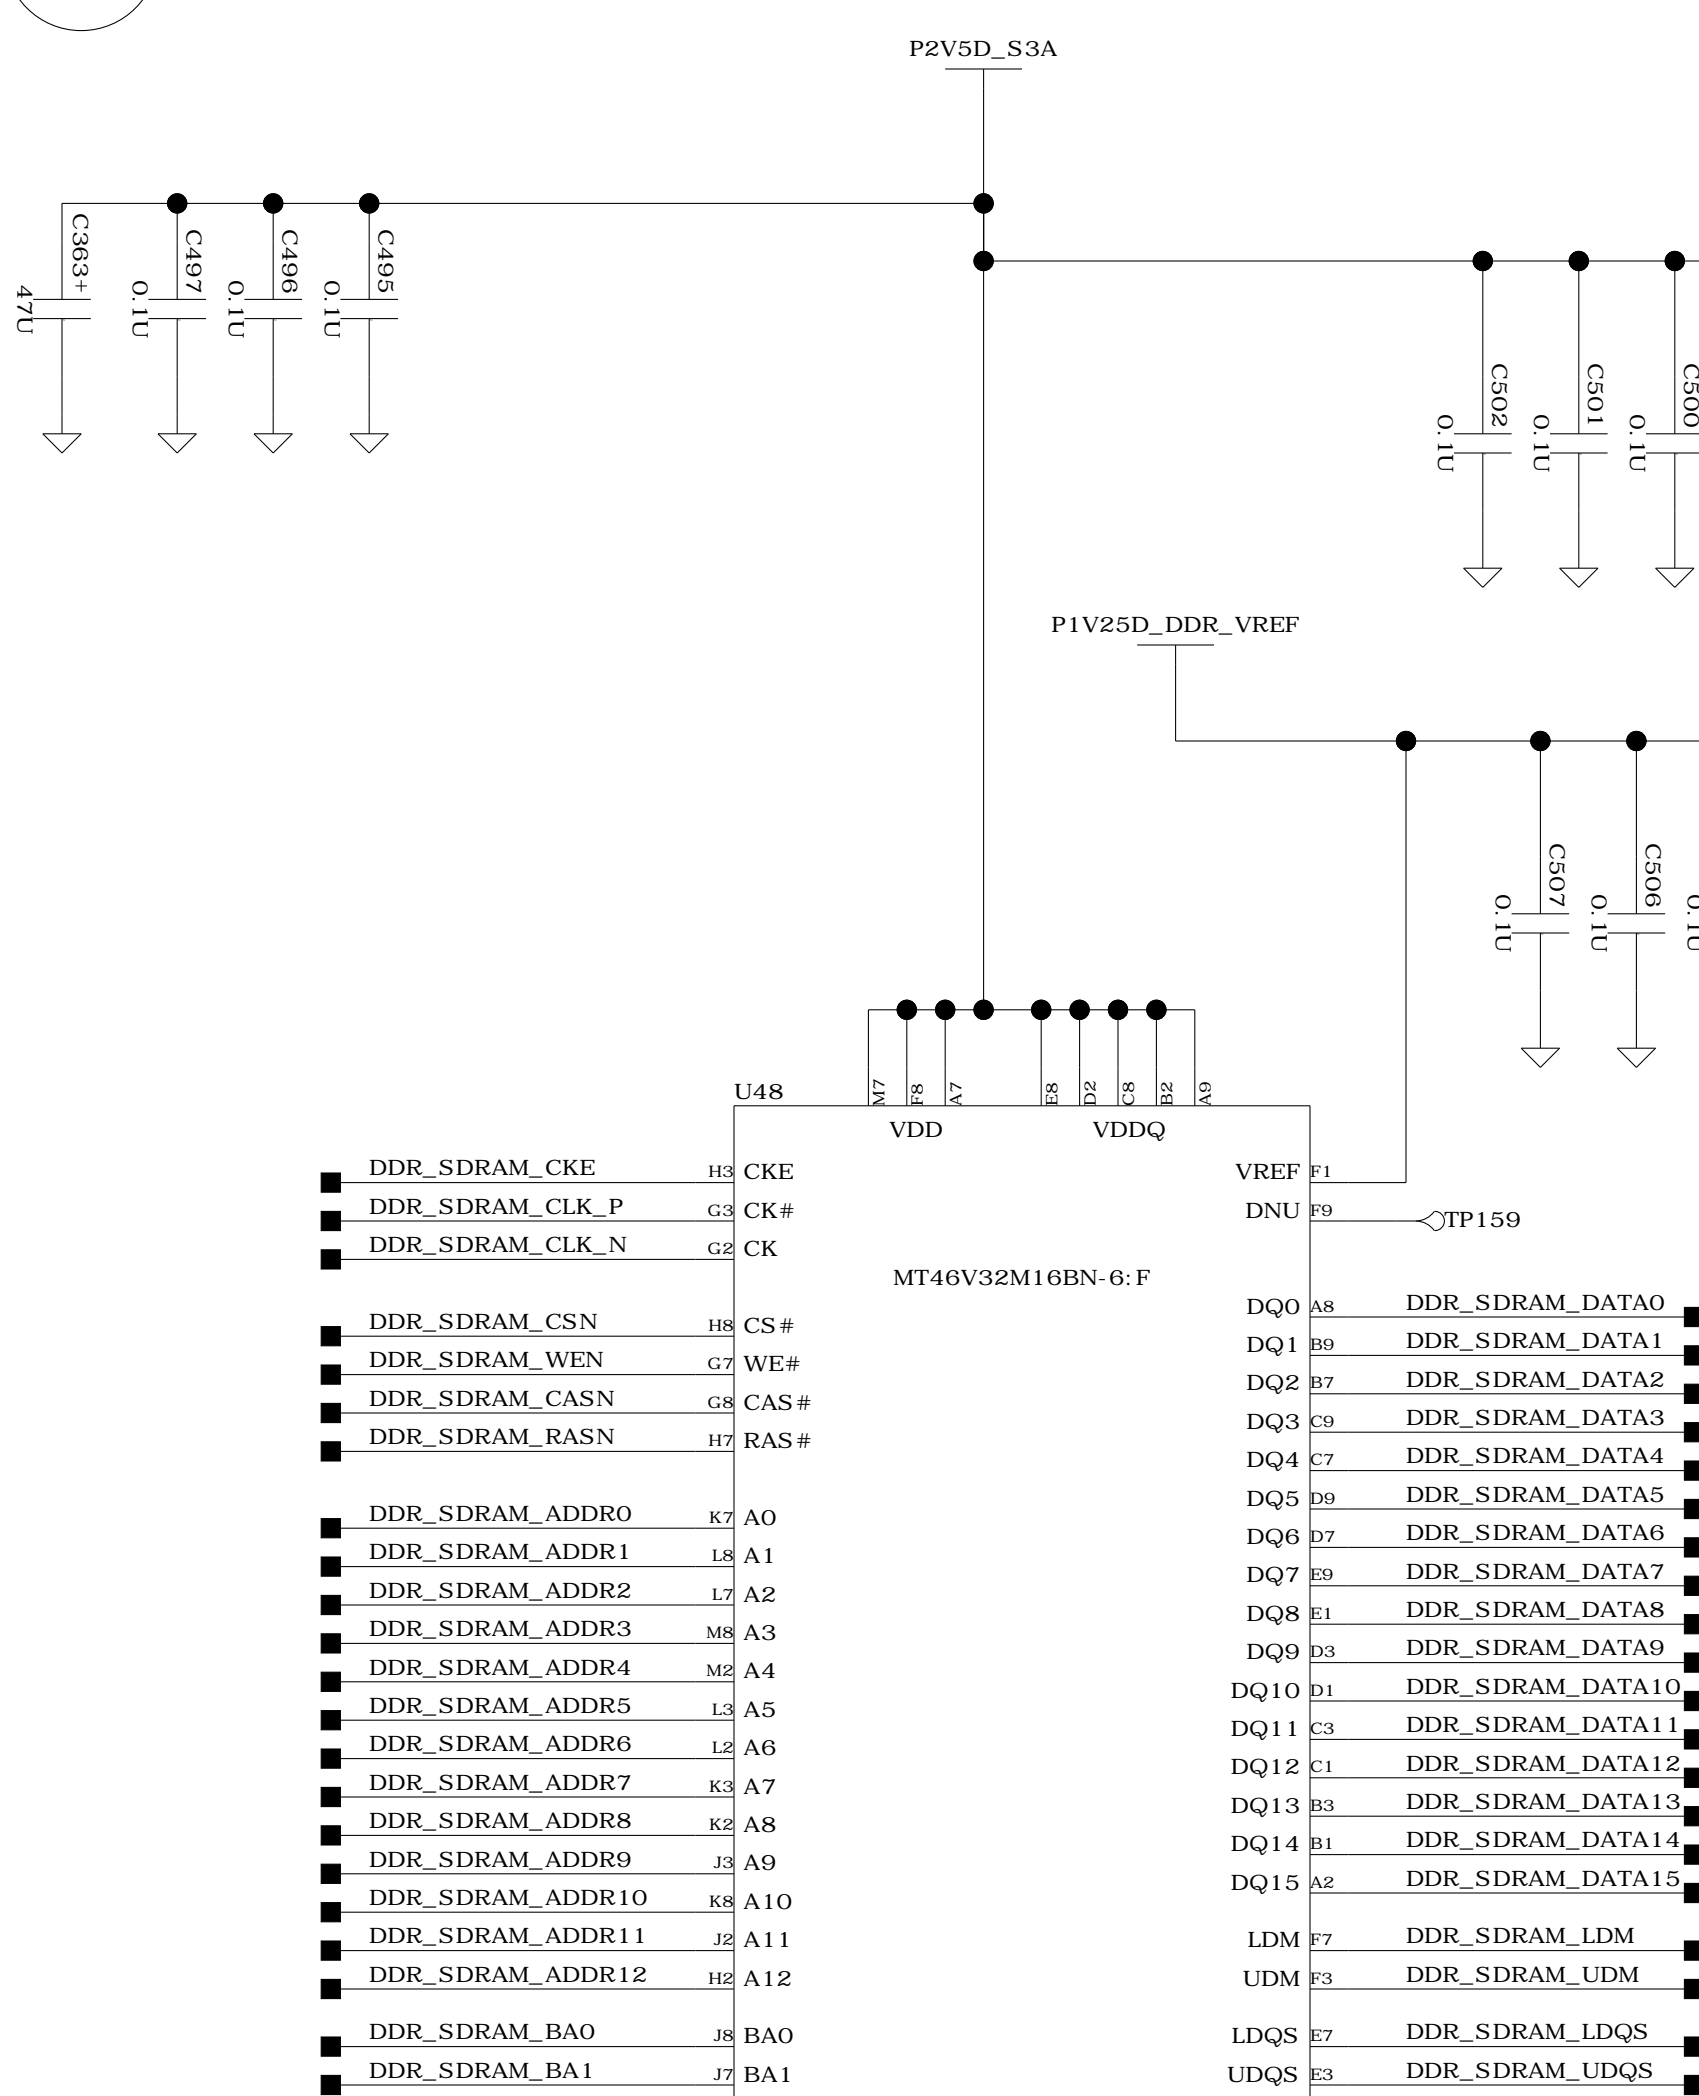 P2V5D_S3A
C363+
47U
C497
0.1U
C496
0.1U
C495
0.1U
C502
0.1U
C501
0.1U
C500
0.1U
P1V25D_DDR_VREF
C507
0.1U
C506
0.1U
0.1U
U48
M7 F8 A7 E8 D2 C8 B2 A9
VDD VDDQ
DDR_SDRAM_CKE H3 CKE VREF F1
DDR_SDRAM_CLK_P G3 CK# DNU F9 TP159
DDR_SDRAM_CLK_N G2 CK
MT46V32M16BN-6:F
DQ0 A8 DDR_SDRAM_DATA0
DDR_SDRAM_CSN H8 CS#
DQ1 B9 DDR_SDRAM_DATA1
DDR_SDRAM_WEN G7 WE#
DQ2 B7 DDR_SDRAM_DATA2
DDR_SDRAM_CASN G8 CAS#
DQ3 C9 DDR_SDRAM_DATA3
DDR_SDRAM_RASN H7 RAS#
DQ4 C7 DDR_SDRAM_DATA4
DQ5 D9 DDR_SDRAM_DATA5
DDR_SDRAM_ADDR0 K7 A0
DQ6 D7 DDR_SDRAM_DATA6
DDR_SDRAM_ADDR1 L8 A1
DQ7 E9 DDR_SDRAM_DATA7
DDR_SDRAM_ADDR2 L7 A2
DQ8 E1 DDR_SDRAM_DATA8
DDR_SDRAM_ADDR3 M8 A3
DQ9 D3 DDR_SDRAM_DATA9
DDR_SDRAM_ADDR4 M2 A4
DQ10 D1 DDR_SDRAM_DATA10
DDR_SDRAM_ADDR5 L3 A5
DQ11 C3 DDR_SDRAM_DATA11
DDR_SDRAM_ADDR6 L2 A6
DQ12 C1 DDR_SDRAM_DATA12
DDR_SDRAM_ADDR7 K3 A7
DQ13 B3 DDR_SDRAM_DATA13
DDR_SDRAM_ADDR8 K2 A8
DQ14 B1 DDR_SDRAM_DATA14
DDR_SDRAM_ADDR9 J3 A9
DQ15 A2 DDR_SDRAM_DATA15
DDR_SDRAM_ADDR10 K8 A10
DDR_SDRAM_ADDR11 J2 A11 LDM F7 DDR_SDRAM_LDM
DDR_SDRAM_ADDR12 H2 A12 UDM F3 DDR_SDRAM_UDM
DDR_SDRAM_BA0 J8 BA0 LDQS E7 DDR_SDRAM_LDQS
DDR_SDRAM_BA1 J7 BA1 UDQS E3 DDR_SDRAM_UDQS